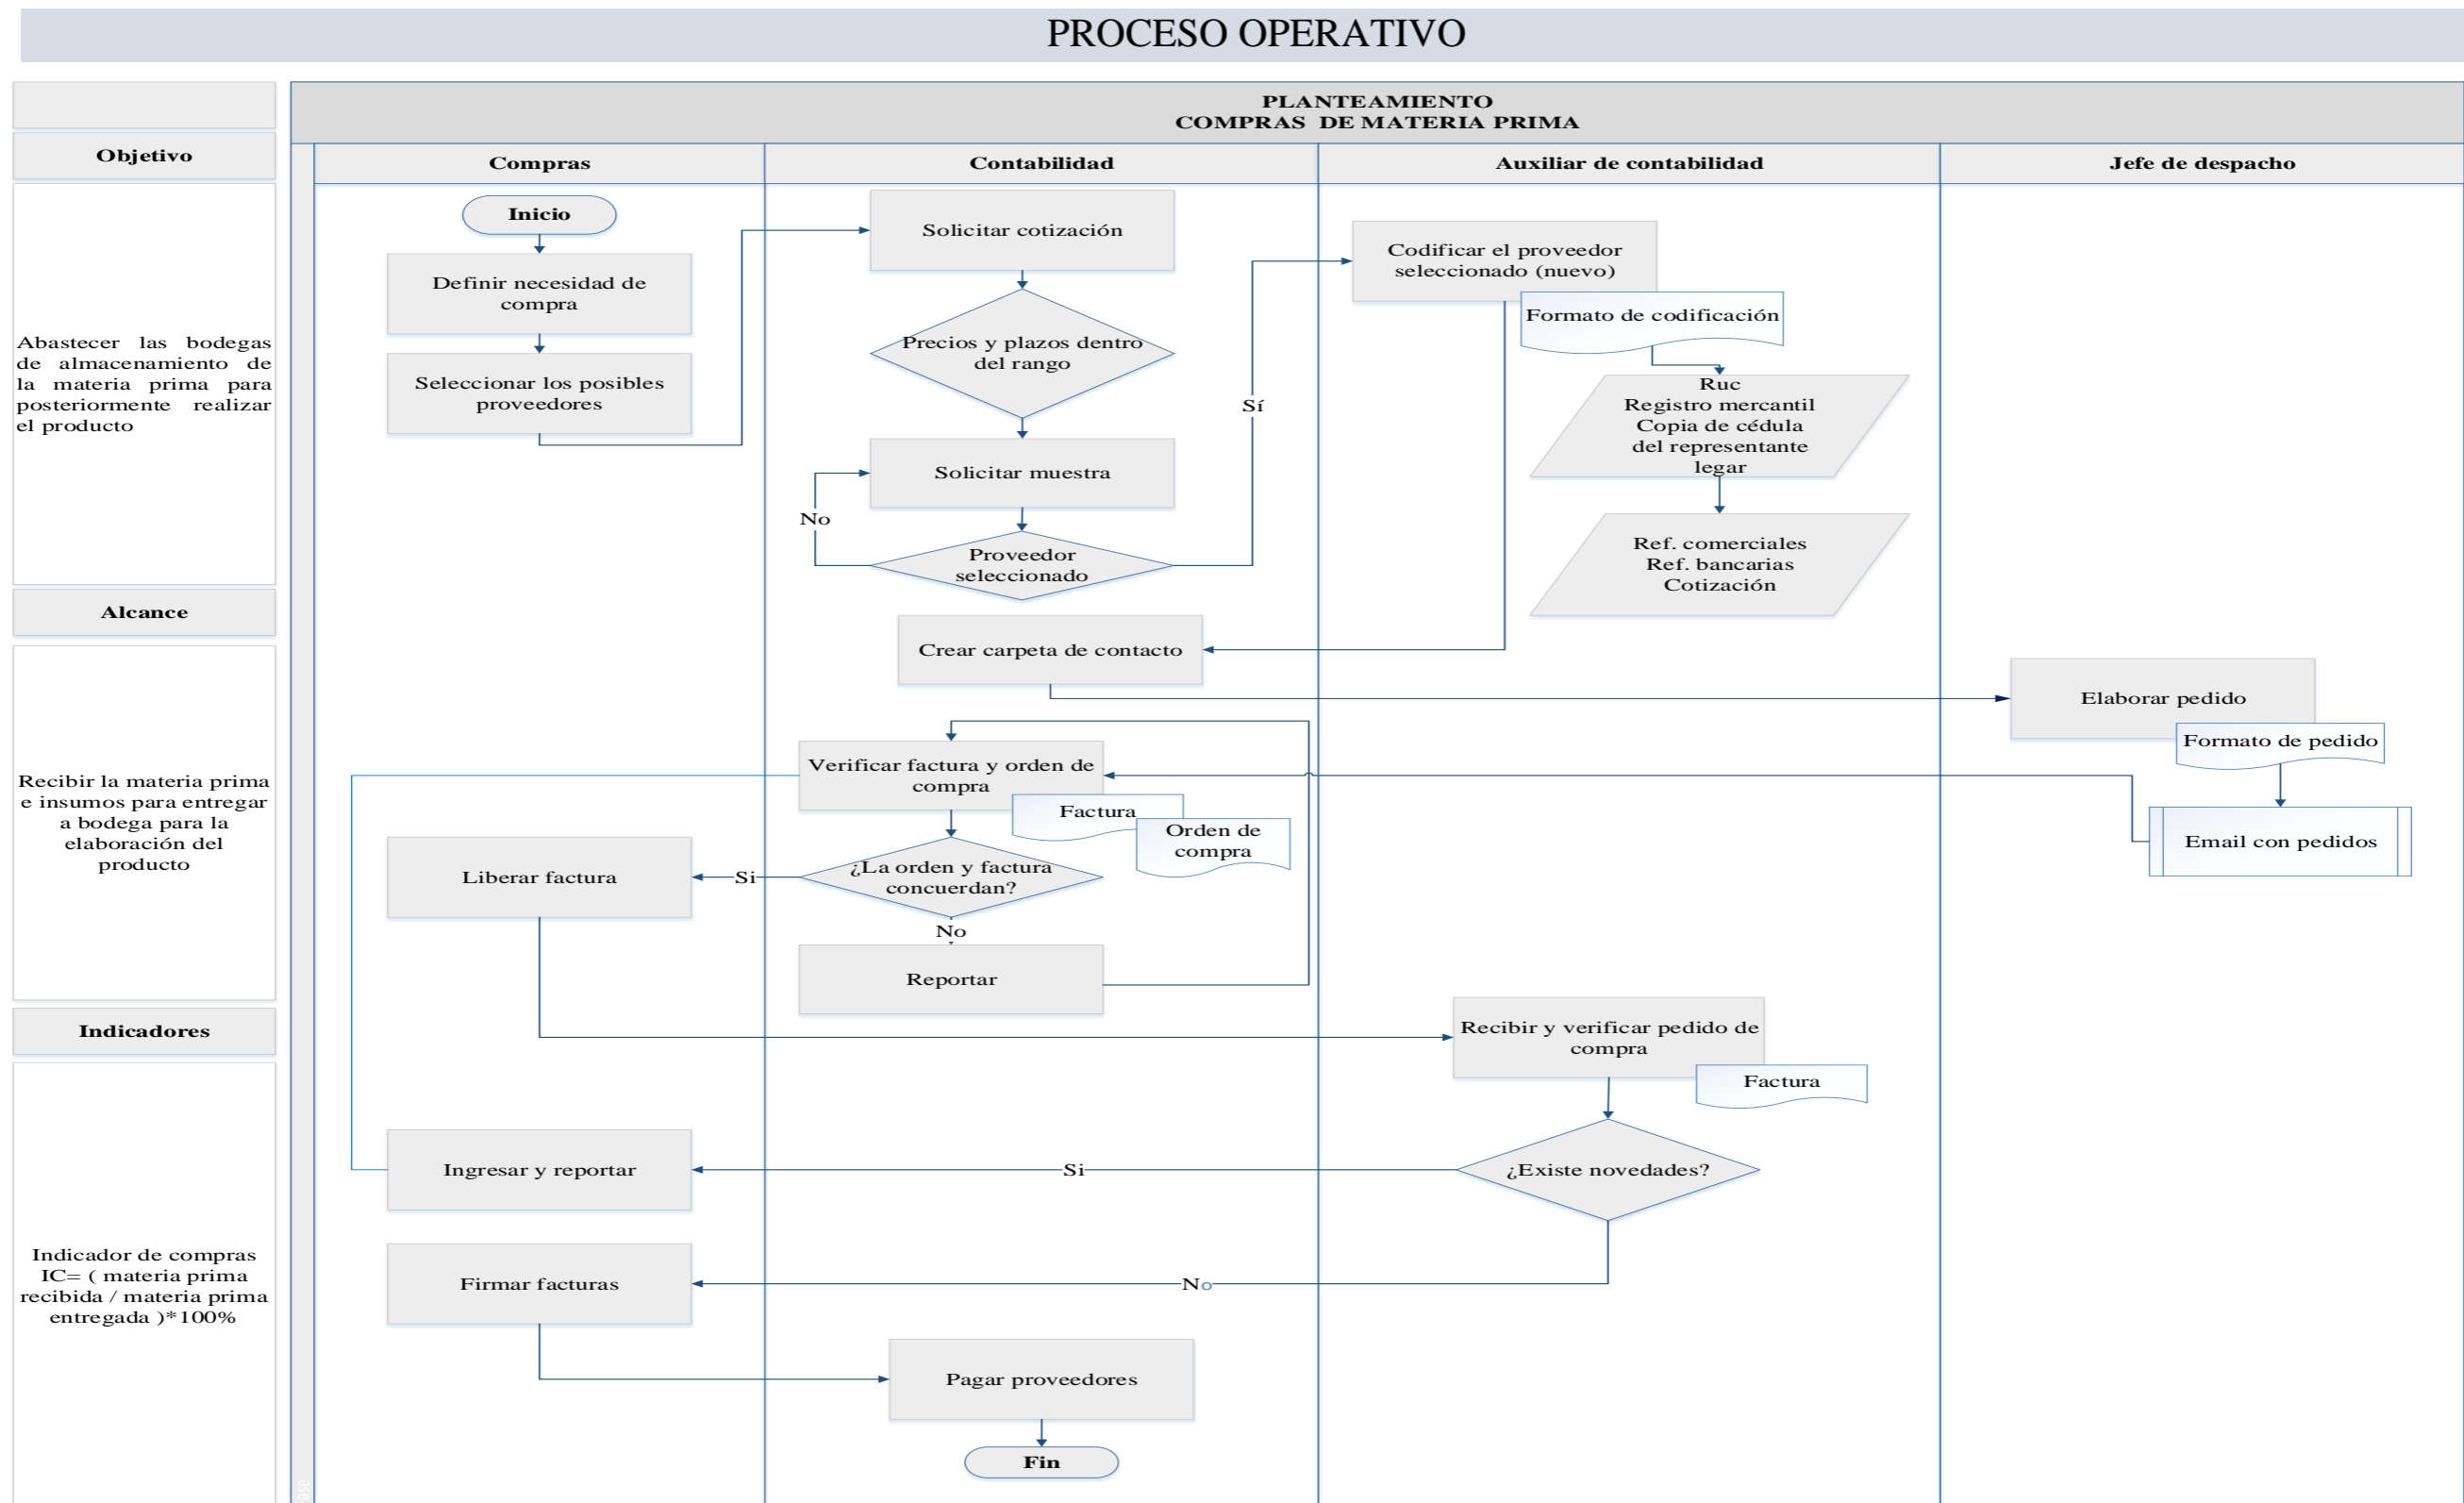 PROCESO OPERATIVO
PLANTEAMIENTO
COMPRAS DE MATERIA PRIMA
Objetivo
Abastecer las bodegas
de almacenamiento de
la materia prima para
posteriormente realizar
el producto
Alcance
Recibir la materia prima
e insumos para entregar
a bodega para la
elaboración del
producto
Indicadores
Indicador de compras
IC= ( materia prima
recibida / materia prima
entregada )*100%
Compras
Contabilidad
Auxiliar de contabilidad
Jefe de despacho
Inicio
Definir necesidad de
compra
Seleccionar los posibles
proveedores
Solicitar cotización
Precios y plazos dentro
del rango
Solicitar muestra
No
Proveedor
seleccionado
Sí
Codificar el proveedor
seleccionado (nuevo)
Formato de codificación
Ruc
Registro mercantil
Copia de cédula
del representante
legar
Ref. comerciales
Ref. bancarias
Cotización
Crear carpeta de contacto
Elaborar pedido
Formato de pedido
Email con pedidos
Verificar factura y orden de
compra
Factura
Orden de
compra
¿La orden y factura
concuerdan?
Si
Liberar factura
No
Reportar
Recibir y verificar pedido de
compra
Factura
¿Existe novedades?
Si
Ingresar y reportar
No
Firmar facturas
Pagar proveedores
Fin